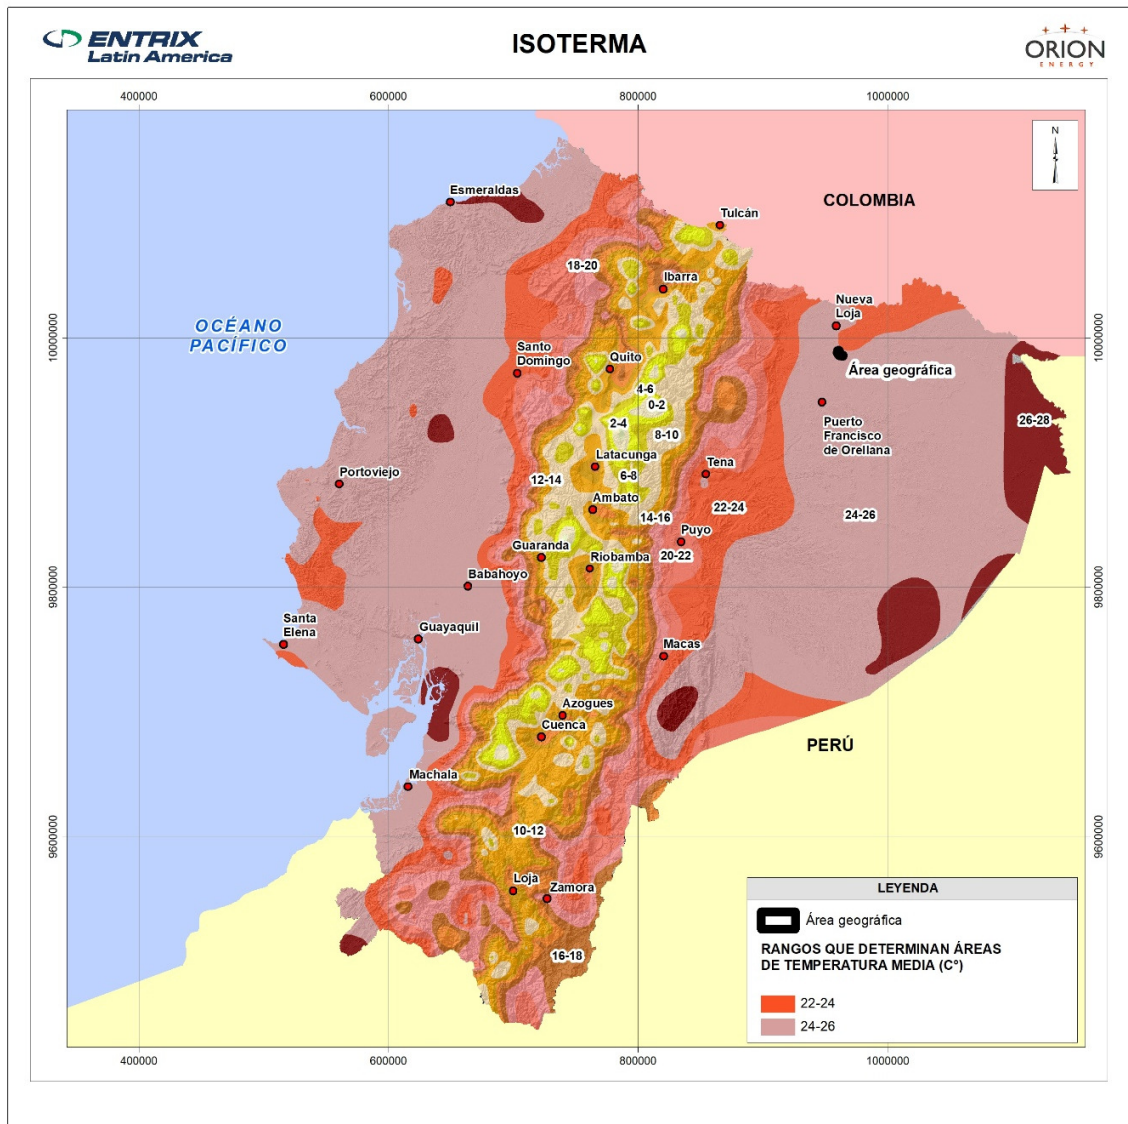 ENTRIX
Latin America
ISOTERMA
ORION
ENERGY
400000
600000
800000
1000000
N
COLOMBIA
Esmeraldas
Tulcán
18-20
Ibarra
Nueva
Loja
OCÉANO
PACÍFICO
10000000
10000000
Santo
Domingo
Quito
Área geográfica
4-6
0-2
2-4
8-10
26-28
Puerto
Francisco
de Orellana
Latacunga
Tena
Portoviejo
12-14
6-8
Ambato
22-24
14-16
24-26
Puyo
Guaranda
Riobamba
20-22
Babahoyo
9800000
9800000
Santa
Elena
Guayaquil
Macas
Azogues
Cuenca
PERÚ
Machala
10-12
9600000
9600000
Loja
Zamora
16-18
LEYENDA
Área geográfica
RANGOS QUE DETERMINAN ÁREAS
DE TEMPERATURA MEDIA (C°)
22-24
24-26
400000
600000
800000
1000000